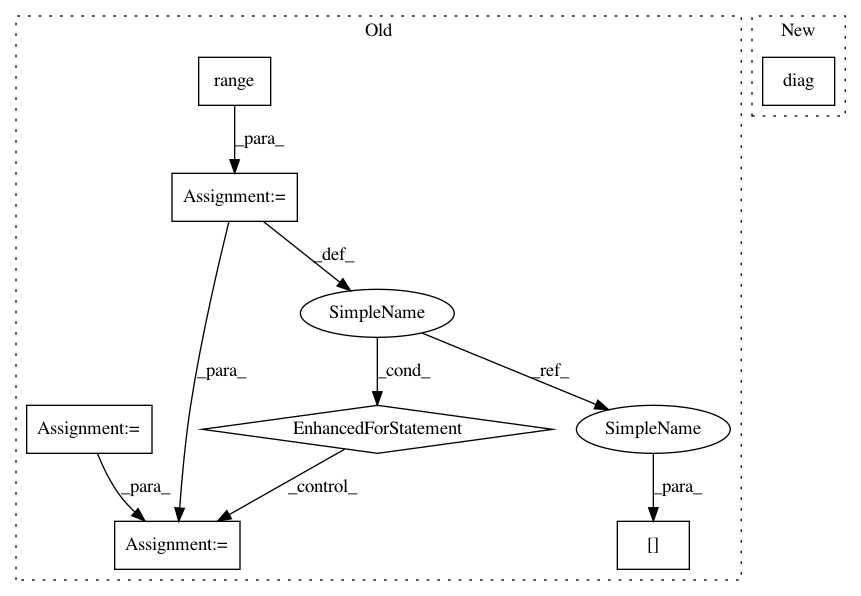 Old
New
range
diag
_para_
Assignment:=
_def_
SimpleName
_para_
_cond_
_ref_
Assignment:=
EnhancedForStatement
SimpleName
_para_
_control_
_para_
Assignment:=
[]